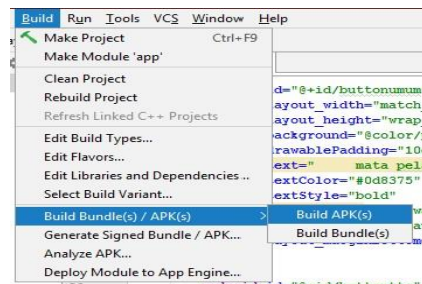 Build Run Tools VCS Window Help
Make Project Ctrl+F9
Make Module 'app'
Clean Project
Rebuild Project
Refresh Linked C++ Projects
Edit Build Types...
Edit Flavors...
Edit Libraries and Dependencies...
Select Build Variant...
Build Bundle(s) / APK(s) >
Build APK(s)
Build Bundle(s)
Generate Signed Bundle / APK...
Analyze APK...
Deploy Module to App Engine...
d="@+id/buttonumum
ayout_width="match_
ayout_height="wrap_
ackground="@color/
rawablePadding="10
ext=" mata pel
extColor="#0d8375"
extStyle="bold"